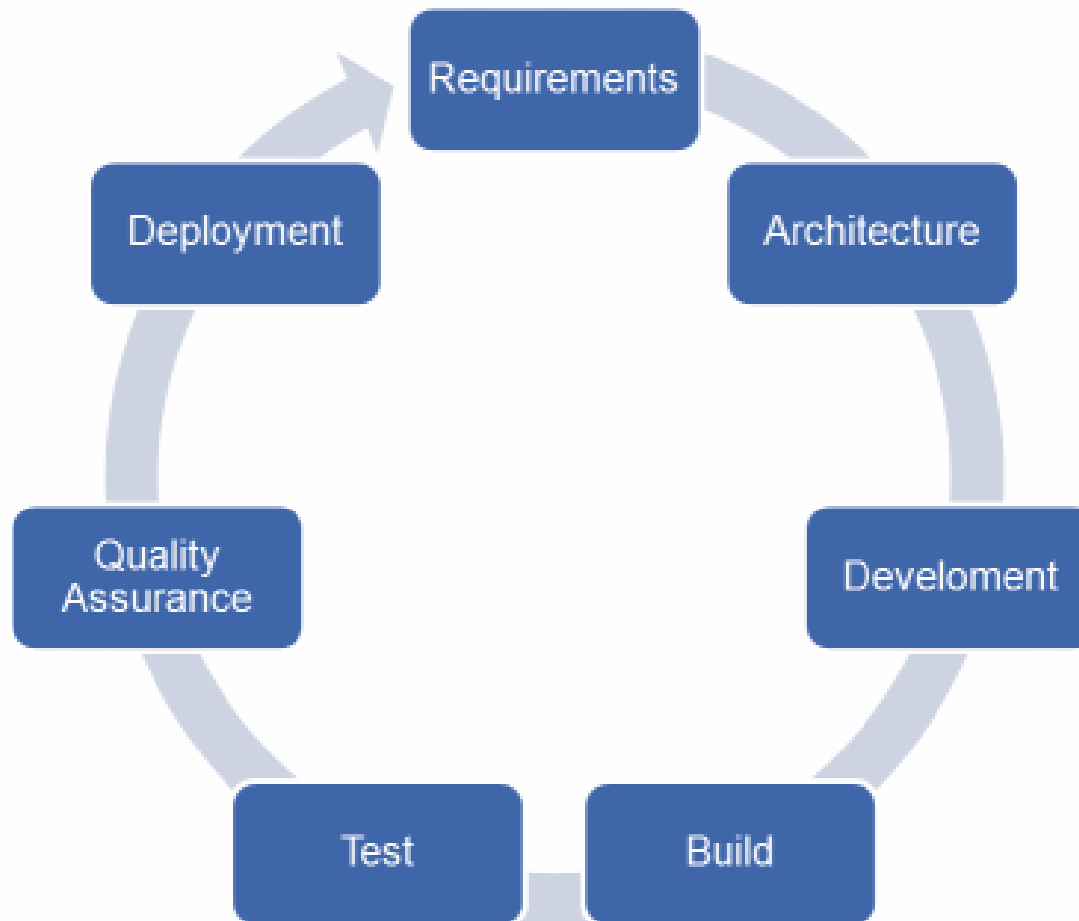 Requirements
Architecture
Develoment
Build
Test
Quality
Assurance
Deployment